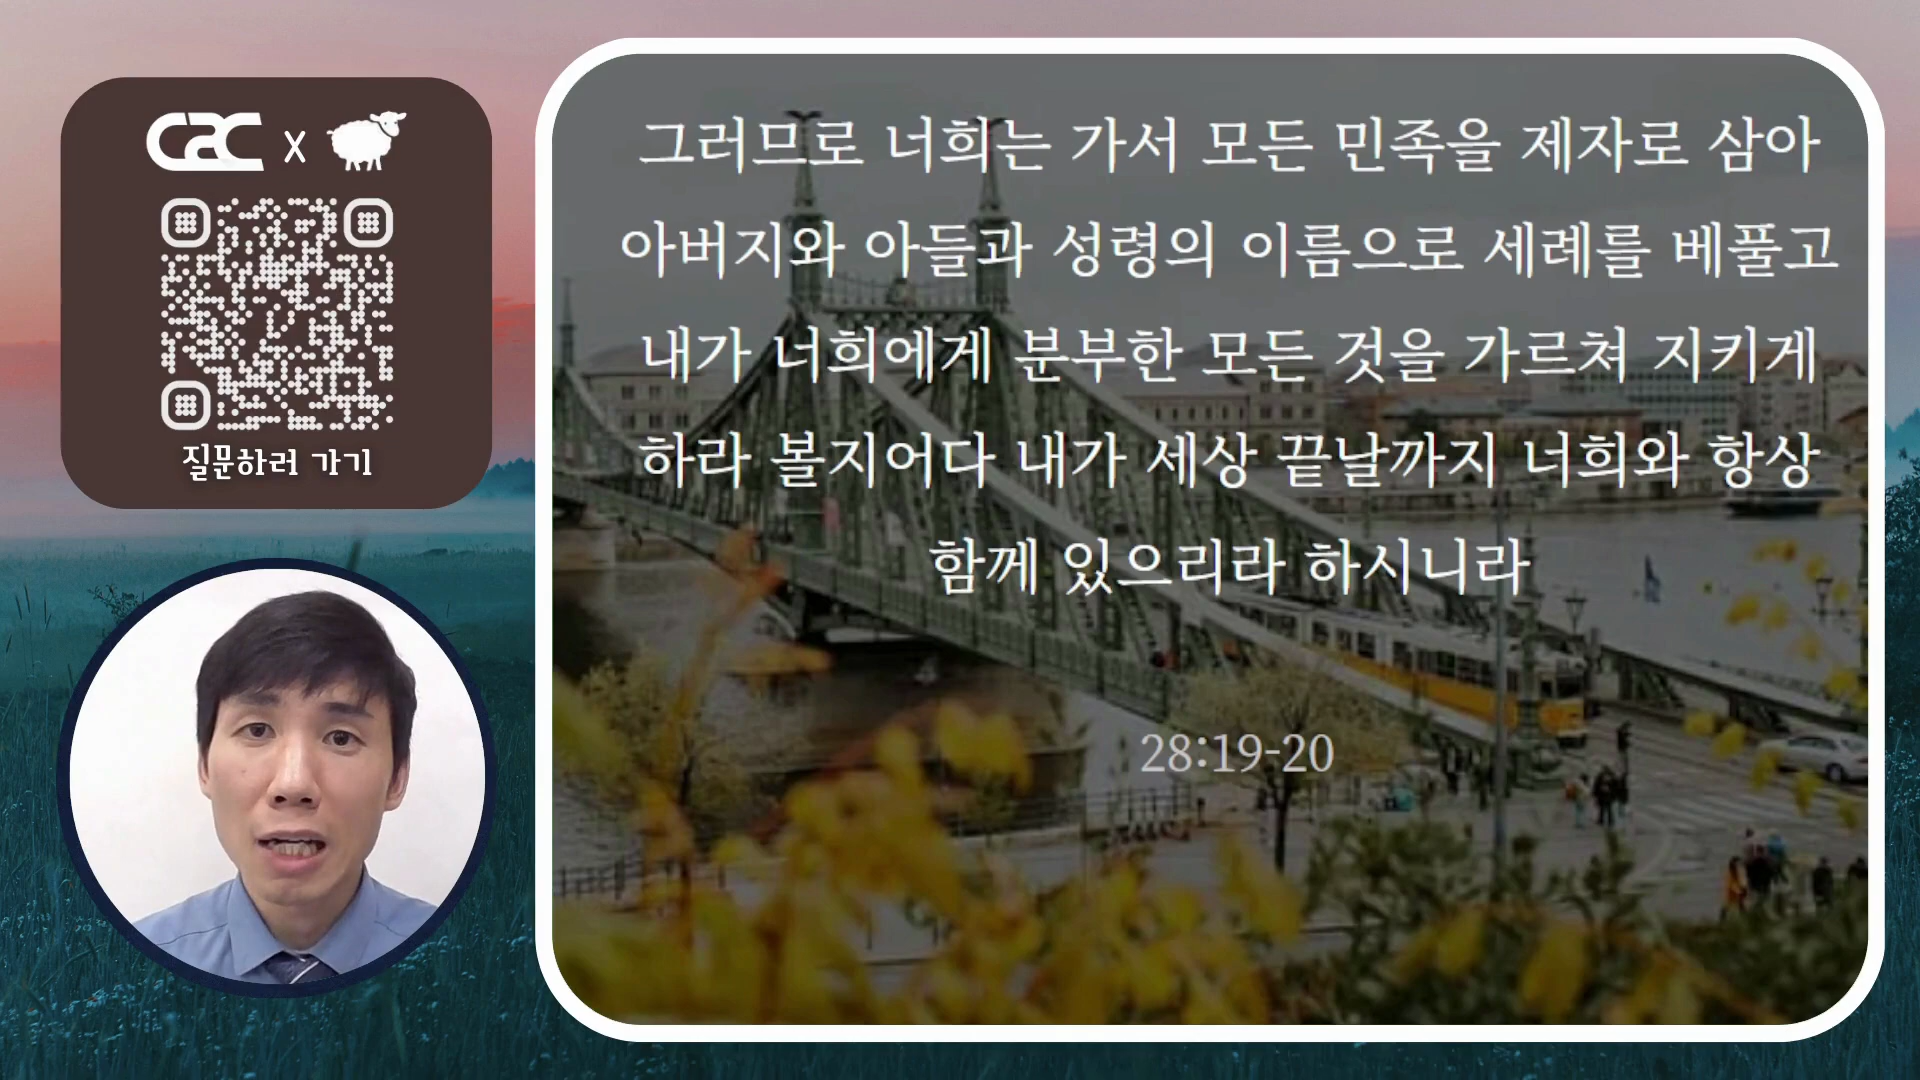 cac x
질문하러 가기
그러므로 너희는 가서 모든 민족을 제자로 삼아
아버지와 아들과 성령의 이름으로 세례를 베풀고
내가 너희에게 분부한 모든 것을 가르쳐 지키게
하라 볼지어다 내가 세상 끝날까지 너희와 항상
함께 있으리라 하시니라
28:19-20